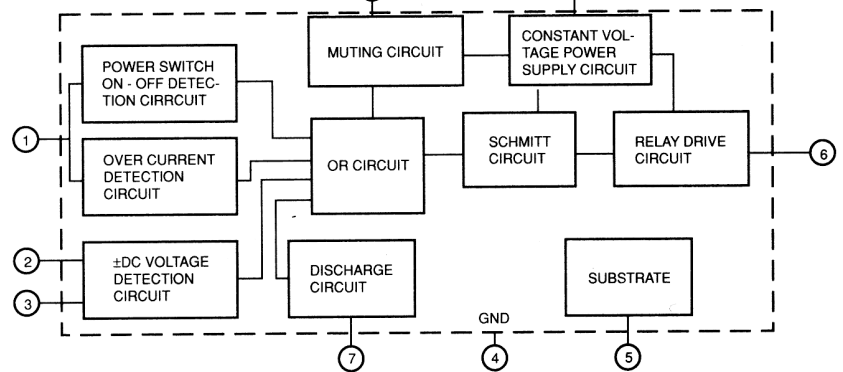 MUTING CIRCUIT
CONSTANT VOL-
TAGE POWER
SUPPLY CIRCUIT
POWER SWITCH
ON - OFF DETEC-
TION CIRRCUIT
1
OVER CURRENT
DETECTION
CIRCUIT
OR CIRCUIT
SCHMITT
CIRCUIT
RELAY DRIVE
CIRCUIT
6
2
3
±DC VOLTAGE
DETECTION
CIRCUIT
DISCHARGE
CIRCUIT
SUBSTRATE
GND
7
4
5